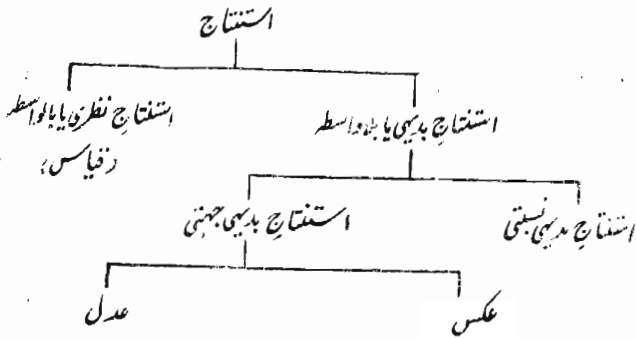 استنتاج
استنتاج بدیہی یا بلاواسطہ
استنتاج نظری یا بالواسطہ
(قیاس)
استنتاج بدیہی نسبتی
استنتاج بدیہی جہتی
عکس
عدل